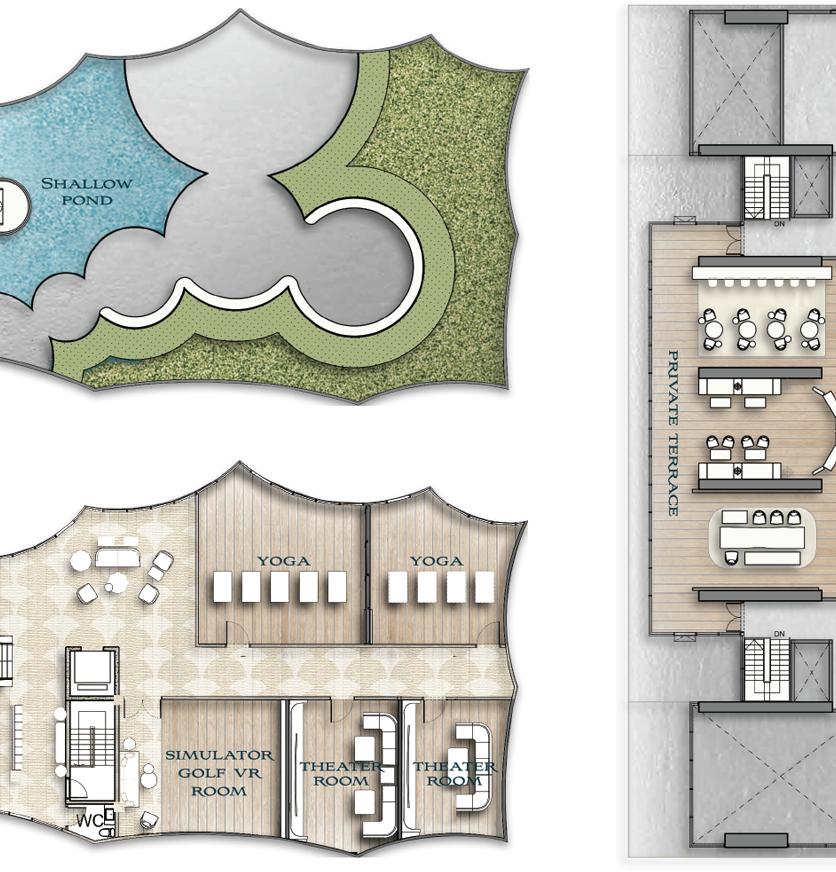 SHALLOW
POND
DN
PRIVATE TERRACE
YOGA
YOGA
DN
SIMULATOR
GOLF VR
ROOM
THEATER
ROOM
THEATER
ROOM
WC